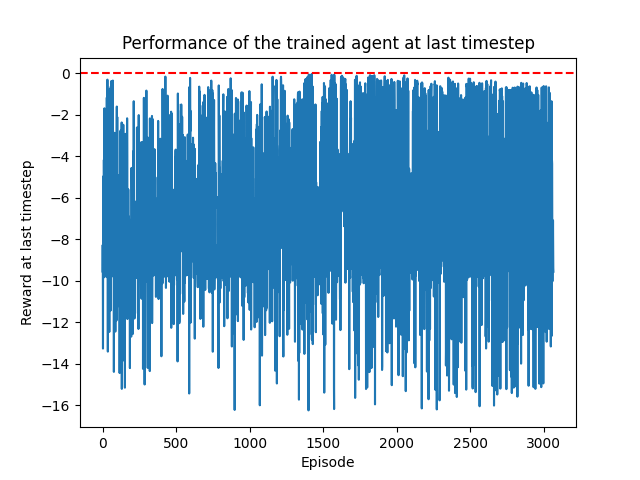 Performance of the trained agent at last timestep
Reward at last timestep
0
−2
−4
−6
−8
−10
−12
−14
−16
0 500 1000 1500 2000 2500 3000
Episode